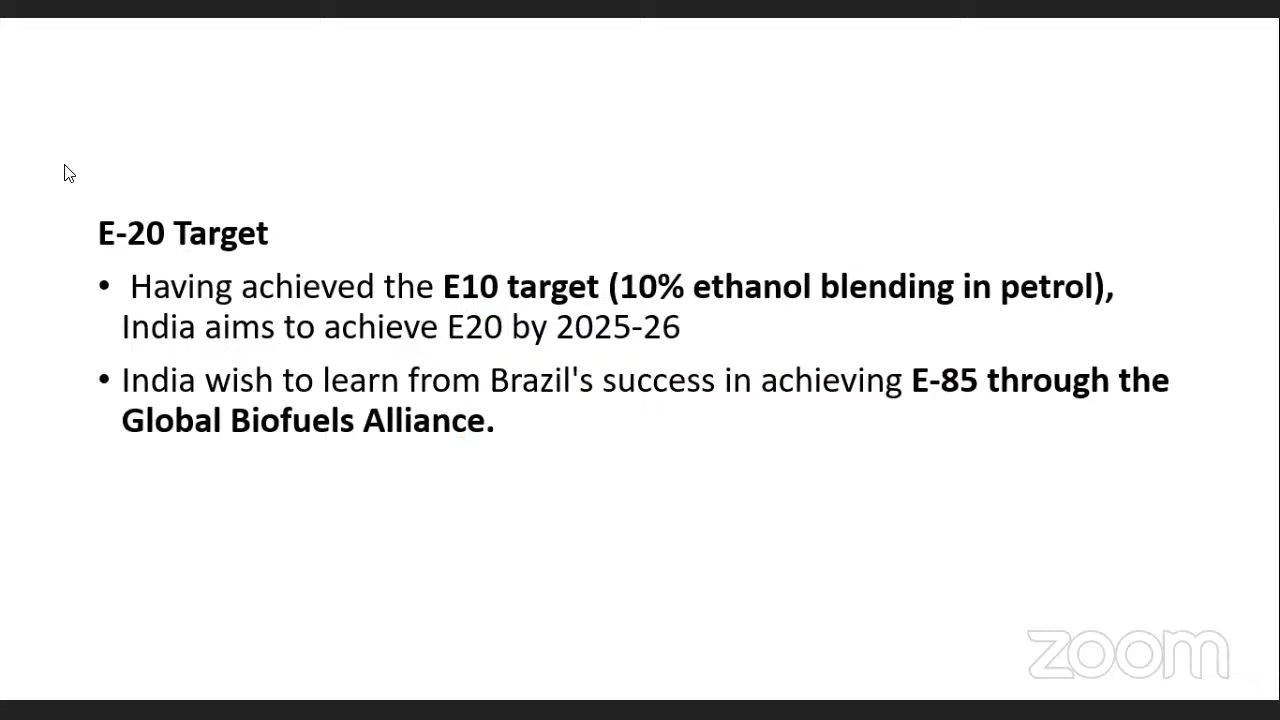 E-20 Target
• Having achieved the E10 target (10% ethanol blending in petrol),
India aims to achieve E20 by 2025-26
• India wish to learn from Brazil's success in achieving E-85 through the
Global Biofuels Alliance.
zoom